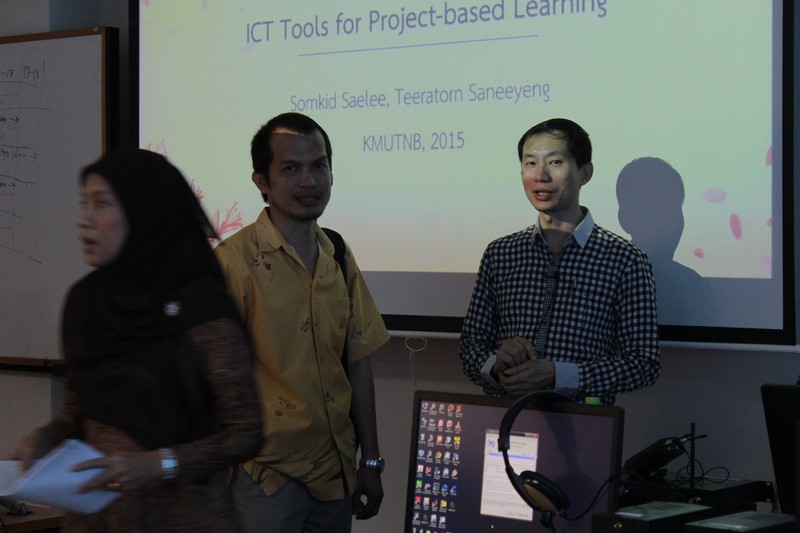 ICT Tools for Project-based Learning
Somkid Saelee, Teeratorn Saneeyeng
KMUTNB, 2015